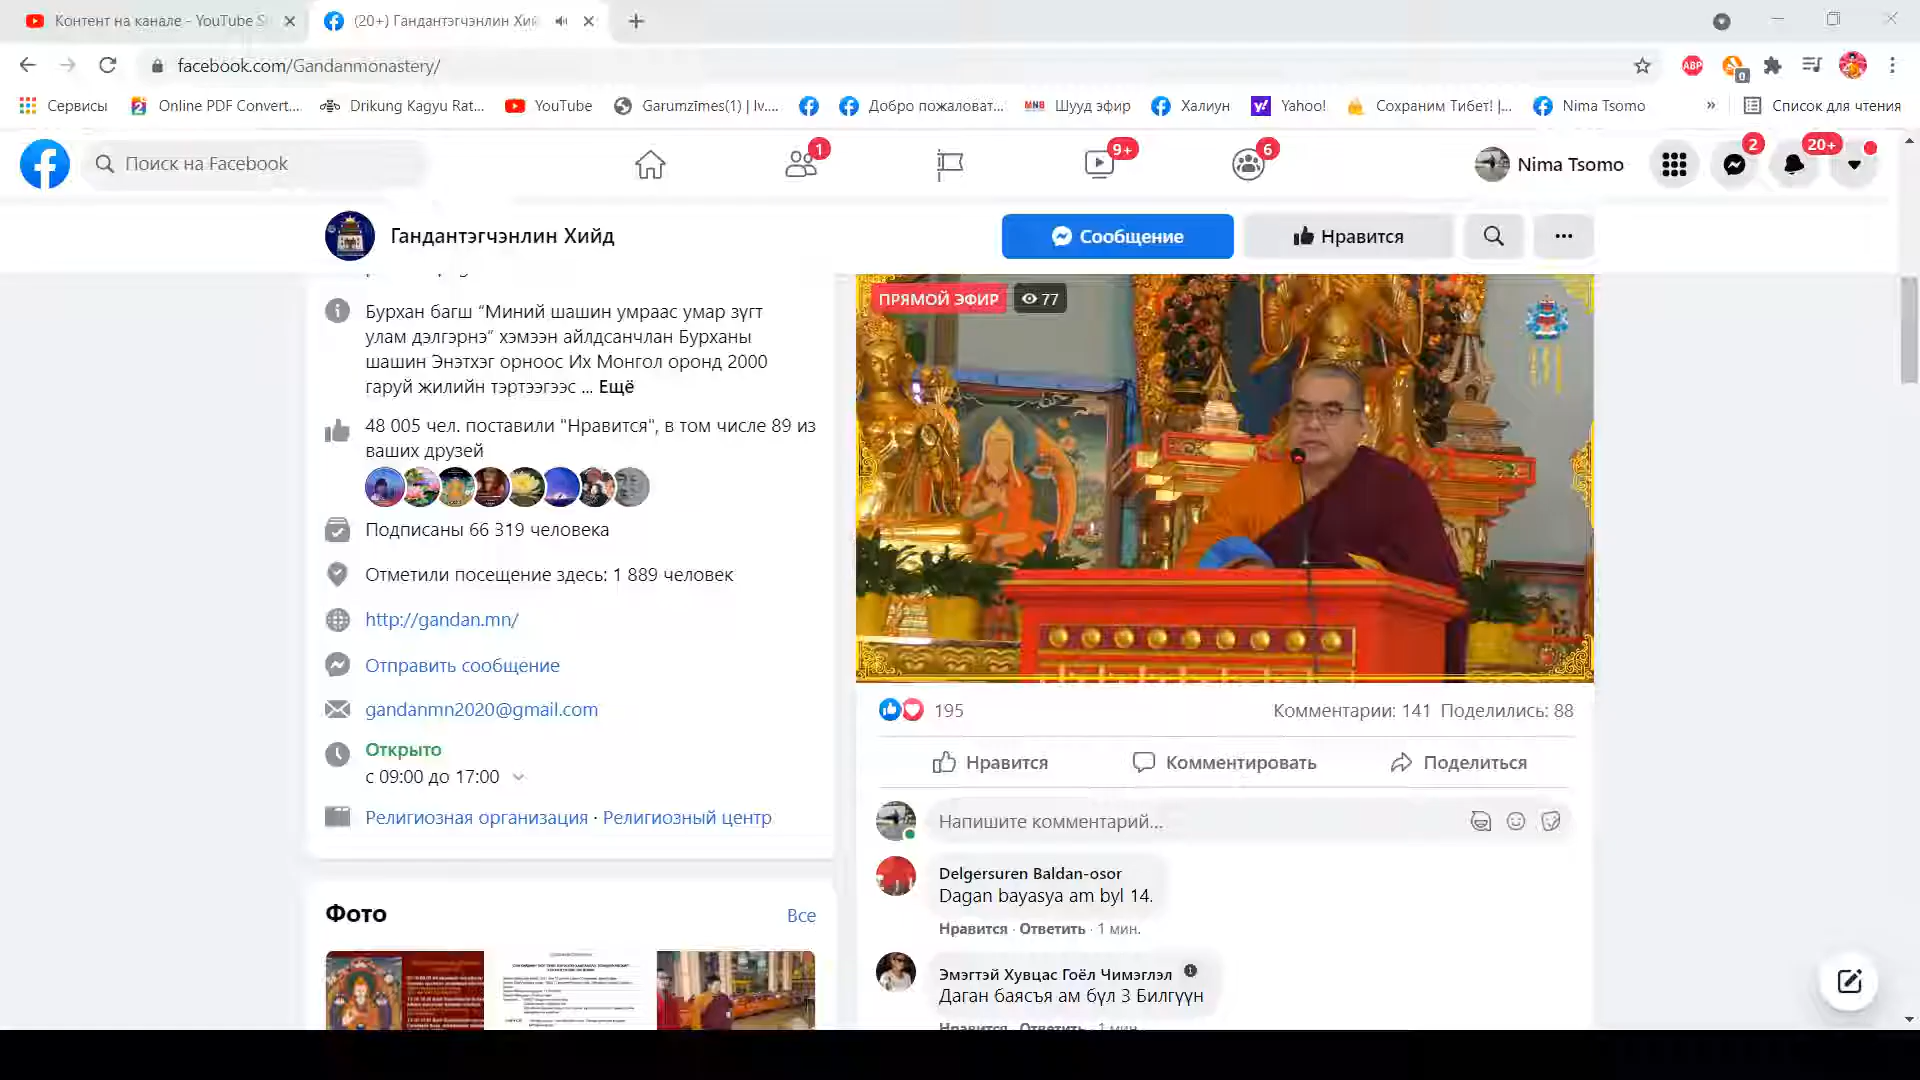 Контент на канале - YouTube S
(20+) Гандантэгчэнлин Хий
facebook.com/Gandanmonastery/
ABP
0
Сервисы
Online PDF Convert...
Drikung Kagyu Rat...
YouTube
Garumzīmes(1) | Iv....
Добро пожаловат...
MNB
Шууд эфир
Халиун
Yahoo!
Сохраним Тибет! |...
Nima Tsomo
»
Список для чтения
Поиск на Facebook
1
9+
6
Nima Tsomo
2
20+
Гандантэгчэнлин Хийд
Сообщение
Нравится
Бурхан багш “Миний шашин умраас умар зүгт
улам дэлгэрнэ” хэмээн айлдсанчлан Бурханы
шашин Энэтхэг орноос Их Монгол оронд 2000
гаруй жилийн тэртээгээс ... Ещё
48 005 чел. поставили "Нравится", в том числе 89 из
ваших друзей
Подписаны 66 319 человека
Отметили посещение здесь: 1 889 человек
http://gandan.mn/
Отправить сообщение
gandanmn2020@gmail.com
Открыто
с 09:00 до 17:00
Религиозная организация · Религиозный центр
Фото
Все
ПРЯМОЙ ЭФИР
77
195
Комментарии: 141 Поделились: 88
Нравится
Комментировать
Поделиться
Напишите комментарий...
Delgersuren Baldan-osor
Dagan bayasya am byl 14.
Нравится · Ответить · 1 мин.
Эмэгтэй Хувцас Гоёл Чимэглэл
Даган баясъя ам бүл 3 Билгүүн
Нравится · Ответить · 1 мин.